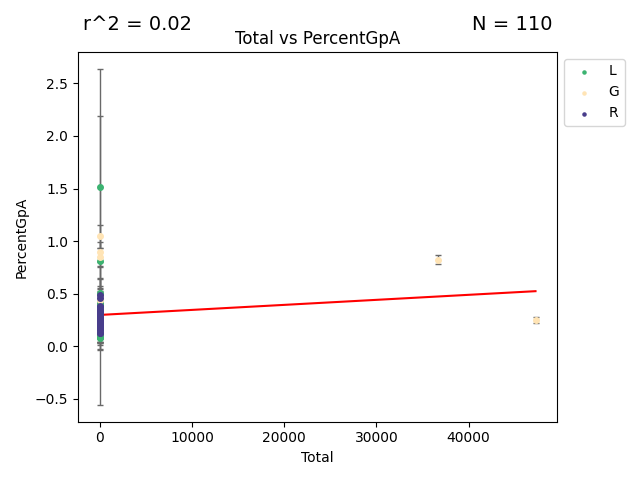 r^2 = 0.02
N = 110
Total vs PercentGpA
L
G
R
2.5
2.0
1.5
1.0
0.5
0.0
−0.5
PercentGpA
0
10000
20000
30000
40000
Total